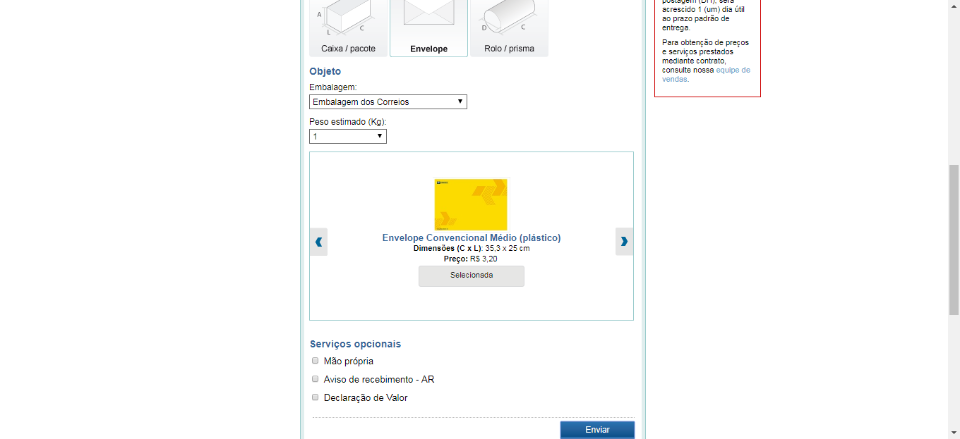 A
L
C
Caixa / pacote
Envelope
D
C
Rolo / prisma
postagem (DH), será
acrescido 1 (um) dia útil
ao prazo padrão de
entrega.
Para obtenção de preços
e serviços prestados
mediante contrato,
consulte nossa equipe de
vendas.
Objeto
Embalagem:
Embalagem dos Correios
Peso estimado (Kg):
1
Envelope Convencional Médio (plástico)
Dimensões (C x L): 35,3 x 25 cm
Preço: R$ 3,20
Selecionada
Serviços opcionais
Mão própria
Aviso de recebimento - AR
Declaração de Valor
Enviar